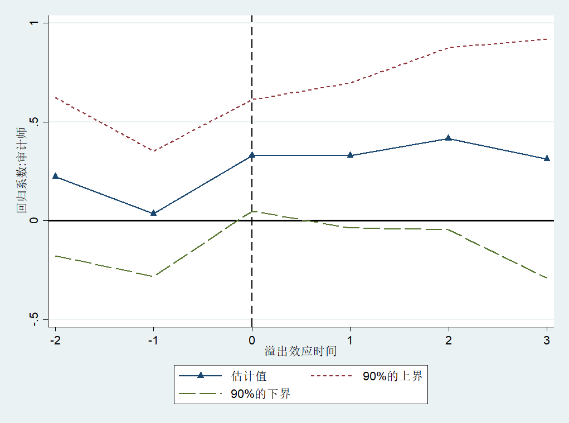 1
.5
0
-.5
回归系数:审计师
-2 -1 0 1 2 3
溢出效应时间
估计值 90%的上界
90%的下界